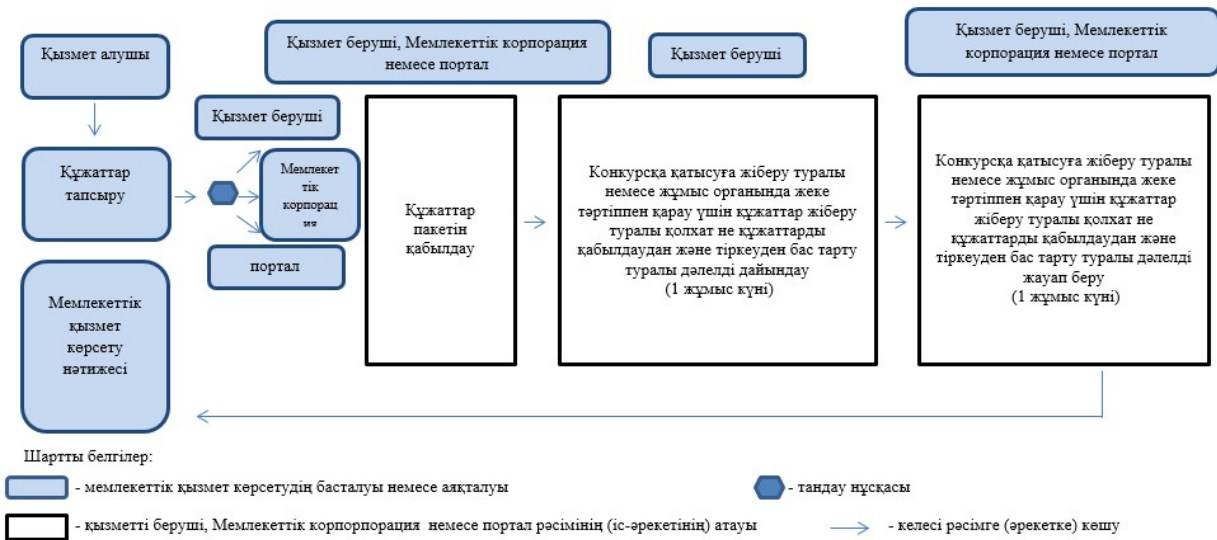 Қызмет алушы
Қызмет беруші, Мемлекеттік корпорация
немесе портал
Қызмет беруші
Қызмет беруші, Мемлекеттік
корпорация немесе портал
Құжаттар
тапсыру
Қызмет беруші
Мемлекет
тік
корпорац
ия
портал
Құжаттар
пакетін
қабылдау
Конкурсқа қатысуға жіберу туралы
немесе жұмыс органында жеке
тәртіппен қарау үшін құжаттар жіберу
туралы қолхат не құжаттарды
қабылдаудан және тіркеуден бас тарту
туралы дәлелді дайындау
(1 жұмыс күні)
Конкурсқа қатысуға жіберу туралы
немесе жұмыс органында жеке
тәртіппен қарау үшін құжаттар
жіберу туралы қолхат не
құжаттарды қабылдаудан және
тіркеуден бас тарту туралы дәлелді
жауап беру
(1 жұмыс күні)
Мемлекеттік
қызмет
көрсету
нәтижесі
Шартты белгілер:
- мемлекеттік қызмет көрсетудің басталуы немесе аяқталуы
- тандау нұсқасы
- қызметті беруші, Мемлекеттік корпорпорация немесе портал рәсімінің (іс-әрекетінің) атауы
- келесі рәсімге (әрекетке) көшу